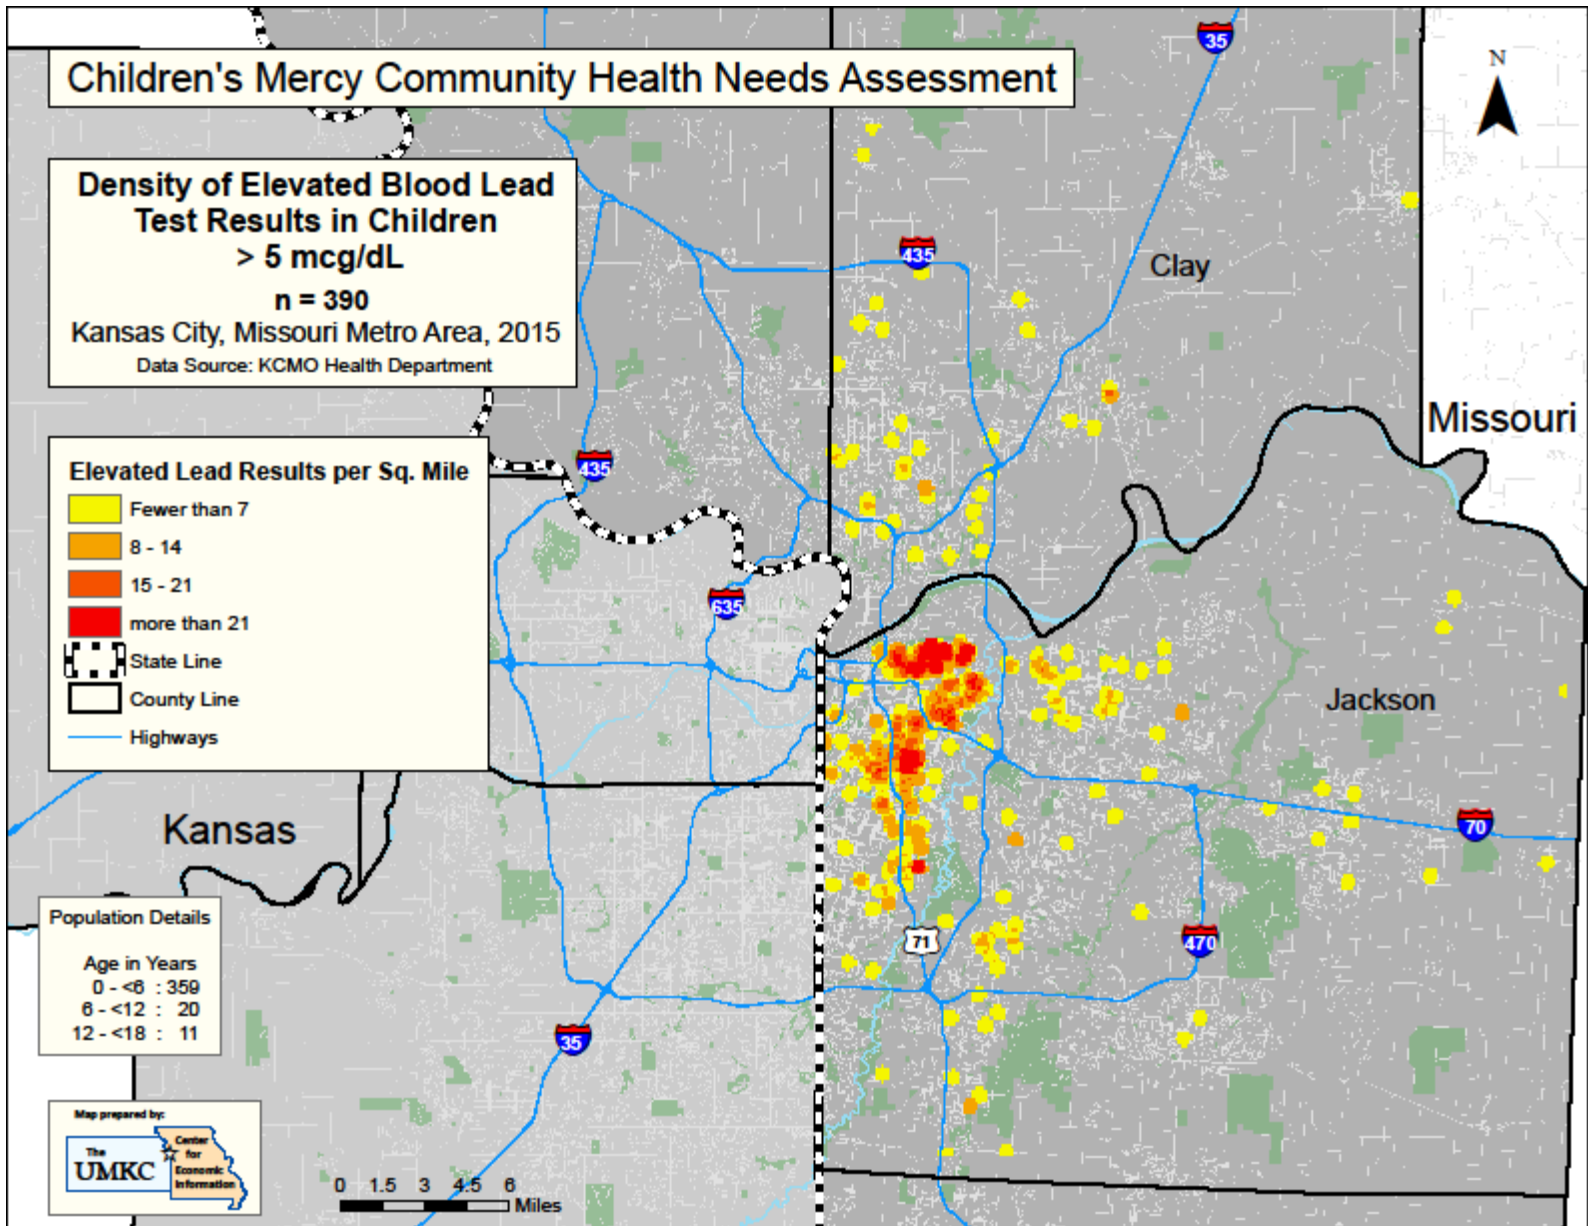 Children's Mercy Community Health Needs Assessment
35
N
Density of Elevated Blood Lead
Test Results in Children
> 5 mcg/dL
n = 390
Kansas City, Missouri Metro Area, 2015
Data Source: KCMO Health Department
435
Clay
Missouri
Elevated Lead Results per Sq. Mile
Fewer than 7
8 - 14
15 - 21
more than 21
State Line
County Line
Highways
435
635
Jackson
Kansas
70
Population Details
Age in Years
0 - <6 : 359
6 - <12 : 20
12 - <18 : 11
71
470
35
Map prepared by:
The
UMKC
Center
for
Economic
Information
0 1.5 3 4.5 6
Miles